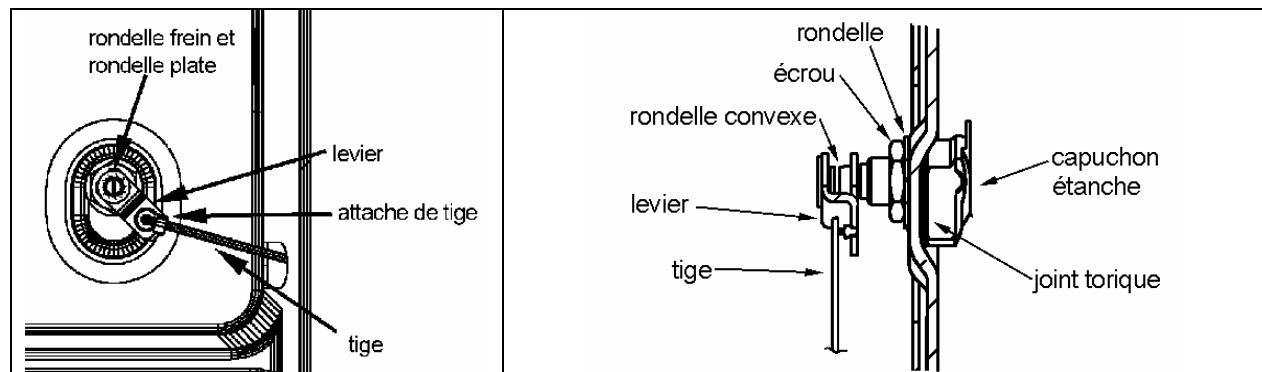 rondelle frein et
rondelle plate
levier
attache de tige
tige
rondelle
écrou
rondelle convexe
levier
tige
capuchon
étanche
joint torique